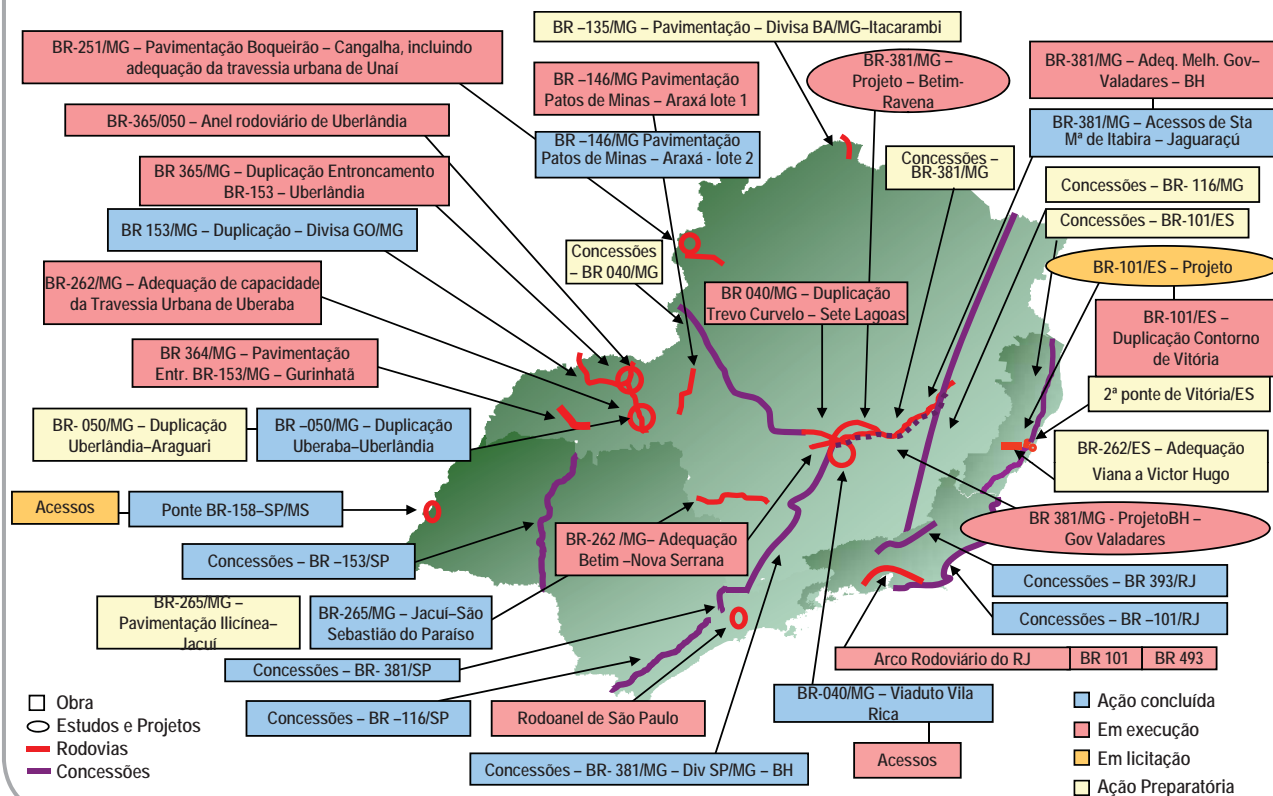 BR –135/MG – Pavimentação – Divisa BA/MG–Itacarambi
BR-251/MG – Pavimentação Boqueirão – Cangalha, incluindo
adequação da travessia urbana de Unaí
BR –146/MG Pavimentação
Patos de Minas – Araxá lote 1
BR-381/MG –
Projeto – Betim-
Ravena
BR-381/MG – Adeq. Melh. Gov-
Valadares – BH
BR-365/050 – Anel rodoviário de Uberlândia
BR –146/MG Pavimentação
Patos de Minas – Araxá - lote 2
BR-381/MG – Acessos de Sta
Mª de Itabira – Jaguaraçú
BR 365/MG – Duplicação Entroncamento
BR-153 – Uberlândia
Concessões –
BR-381/MG
Concessões – BR- 116/MG
BR 153/MG – Duplicação – Divisa GO/MG
Concessões – BR-101/ES
Concessões
– BR 040/MG
BR-101/ES – Projeto
BR-262/MG – Adequação de capacidade
da Travessia Urbana de Uberaba
BR 040/MG – Duplicação
Trevo Curvelo – Sete Lagoas
BR-101/ES –
Duplicação Contorno
de Vitória
BR 364/MG – Pavimentação
Entr. BR-153/MG – Gurinhatã
2ª ponte de Vitória/ES
BR- 050/MG – Duplicação
Uberlândia–Araguari
BR –050/MG – Duplicação
Uberaba–Uberlândia
BR-262/ES – Adequação
Viana a Victor Hugo
Acessos
Ponte BR-158–SP/MS
BR-262 /MG– Adequação
Betim –Nova Serrana
BR 381/MG - ProjetoBH –
Gov Valadares
Concessões – BR –153/SP
Concessões – BR 393/RJ
BR-265/MG –
Pavimentação Ilicínea–
Jacuí
BR-265/MG – Jacuí–São
Sebastião do Paraíso
Concessões – BR –101/RJ
Concessões – BR- 381/SP
Arco Rodoviário do RJ
BR 101
BR 493
BR-040/MG – Viaduto Vila
Rica
Concessões – BR –116/SP
Rodoanel de São Paulo
Acessos
Concessões – BR- 381/MG – Div SP/MG – BH
Obra
Estudos e Projetos
Rodovias
Concessões
Ação concluída
Em execução
Em licitação
Ação Preparatória